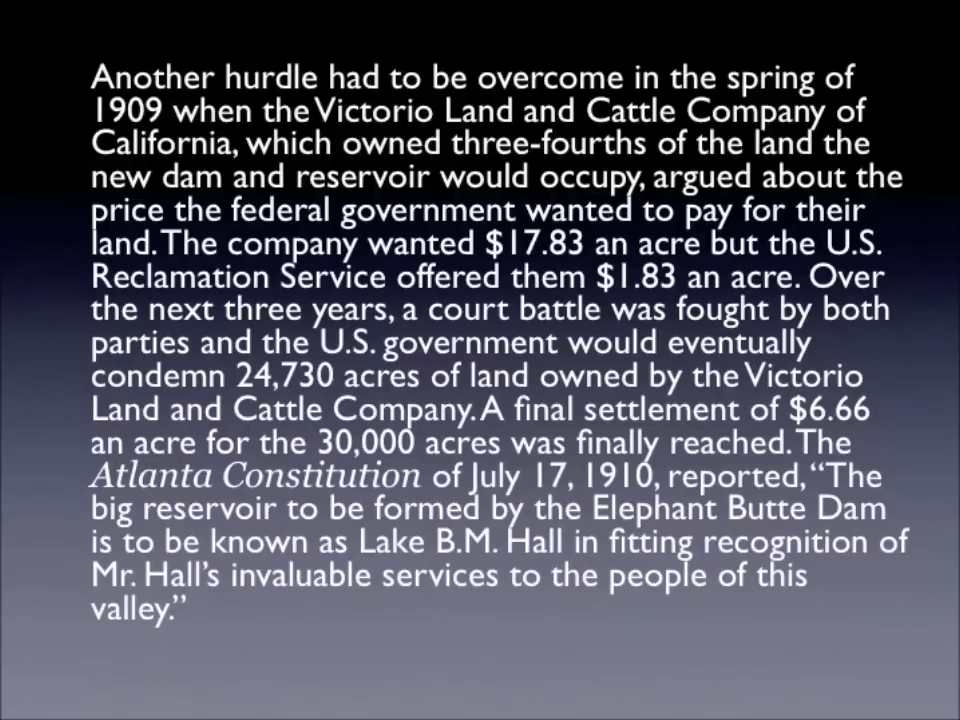 Another hurdle had to be overcome in the spring of
1909 when the Victorio Land and Cattle Company of
California, which owned three-fourths of the land the
new dam and reservoir would occupy, argued about the
price the federal government wanted to pay for their
land. The company wanted $17.83 an acre but the U.S.
Reclamation Service offered them $1.83 an acre. Over
the next three years, a court battle was fought by both
parties and the U.S. government would eventually
condemn 24,730 acres of land owned by the Victorio
Land and Cattle Company. A final settlement of $6.66
an acre for the 30,000 acres was finally reached. The
Atlanta Constitution of July 17, 1910, reported, “The
big reservoir to be formed by the Elephant Butte Dam
is to be known as Lake B.M. Hall in fitting recognition of
Mr. Hall’s invaluable services to the people of this
valley.”